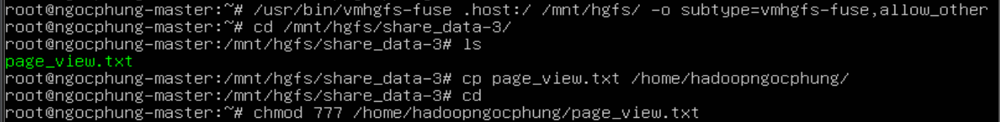 root@ngocphung-master:~# /usr/bin/vmhgfs-fuse .host:/ /mnt/hgfs/ -o subtype=vmhgfs-fuse,allow_other
root@ngocphung-master:~# cd /mnt/hgfs/share_data-3/
root@ngocphung-master:/mnt/hgfs/share_data-3# ls
page_view.txt
root@ngocphung-master:/mnt/hgfs/share_data-3# cp page_view.txt /home/hadoopngocphung/
root@ngocphung-master:/mnt/hgfs/share_data-3# cd
root@ngocphung-master:~# chmod 777 /home/hadoopngocphung/page_view.txt